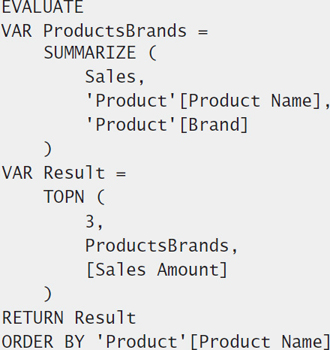 EVALUATE
VAR ProductsBrands =
    SUMMARIZE (
        Sales,
        'Product'[Product Name],
        'Product'[Brand]
    )
VAR Result =
    TOPN (
        3,
        ProductsBrands,
        [Sales Amount]
    )
RETURN Result
ORDER BY 'Product'[Product Name]